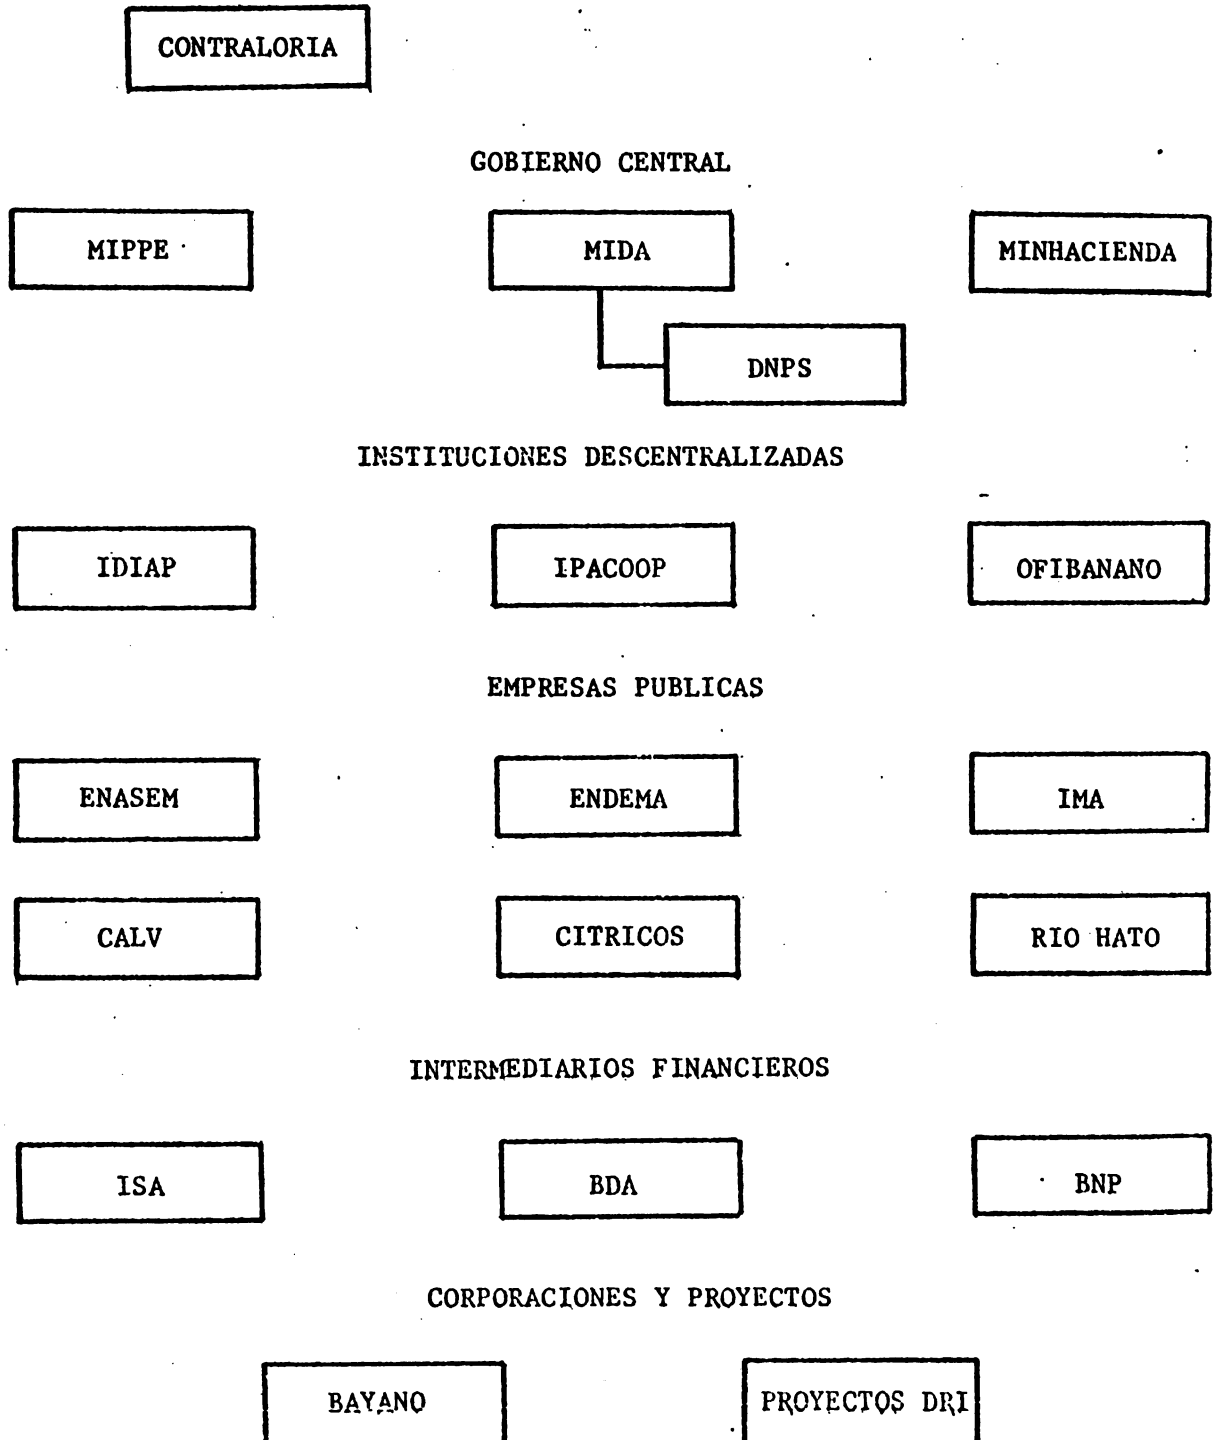 CONTRALORIA
GOBIERNO CENTRAL
MIPPE
MIDA
MINHACIENDA
DNPS
INSTITUCIONES DESCENTRALIZADAS
IDIAP
IPACOOP
OFIBANANO
EMPRESAS PUBLICAS
ENASEM
ENDEMA
IMA
CALV
CITRICOS
RIO HATO
INTERMEDIARIOS FINANCIEROS
ISA
BDA
BNP
CORPORACIONES Y PROYECTOS
BAYANO
PROYECTOS DRI